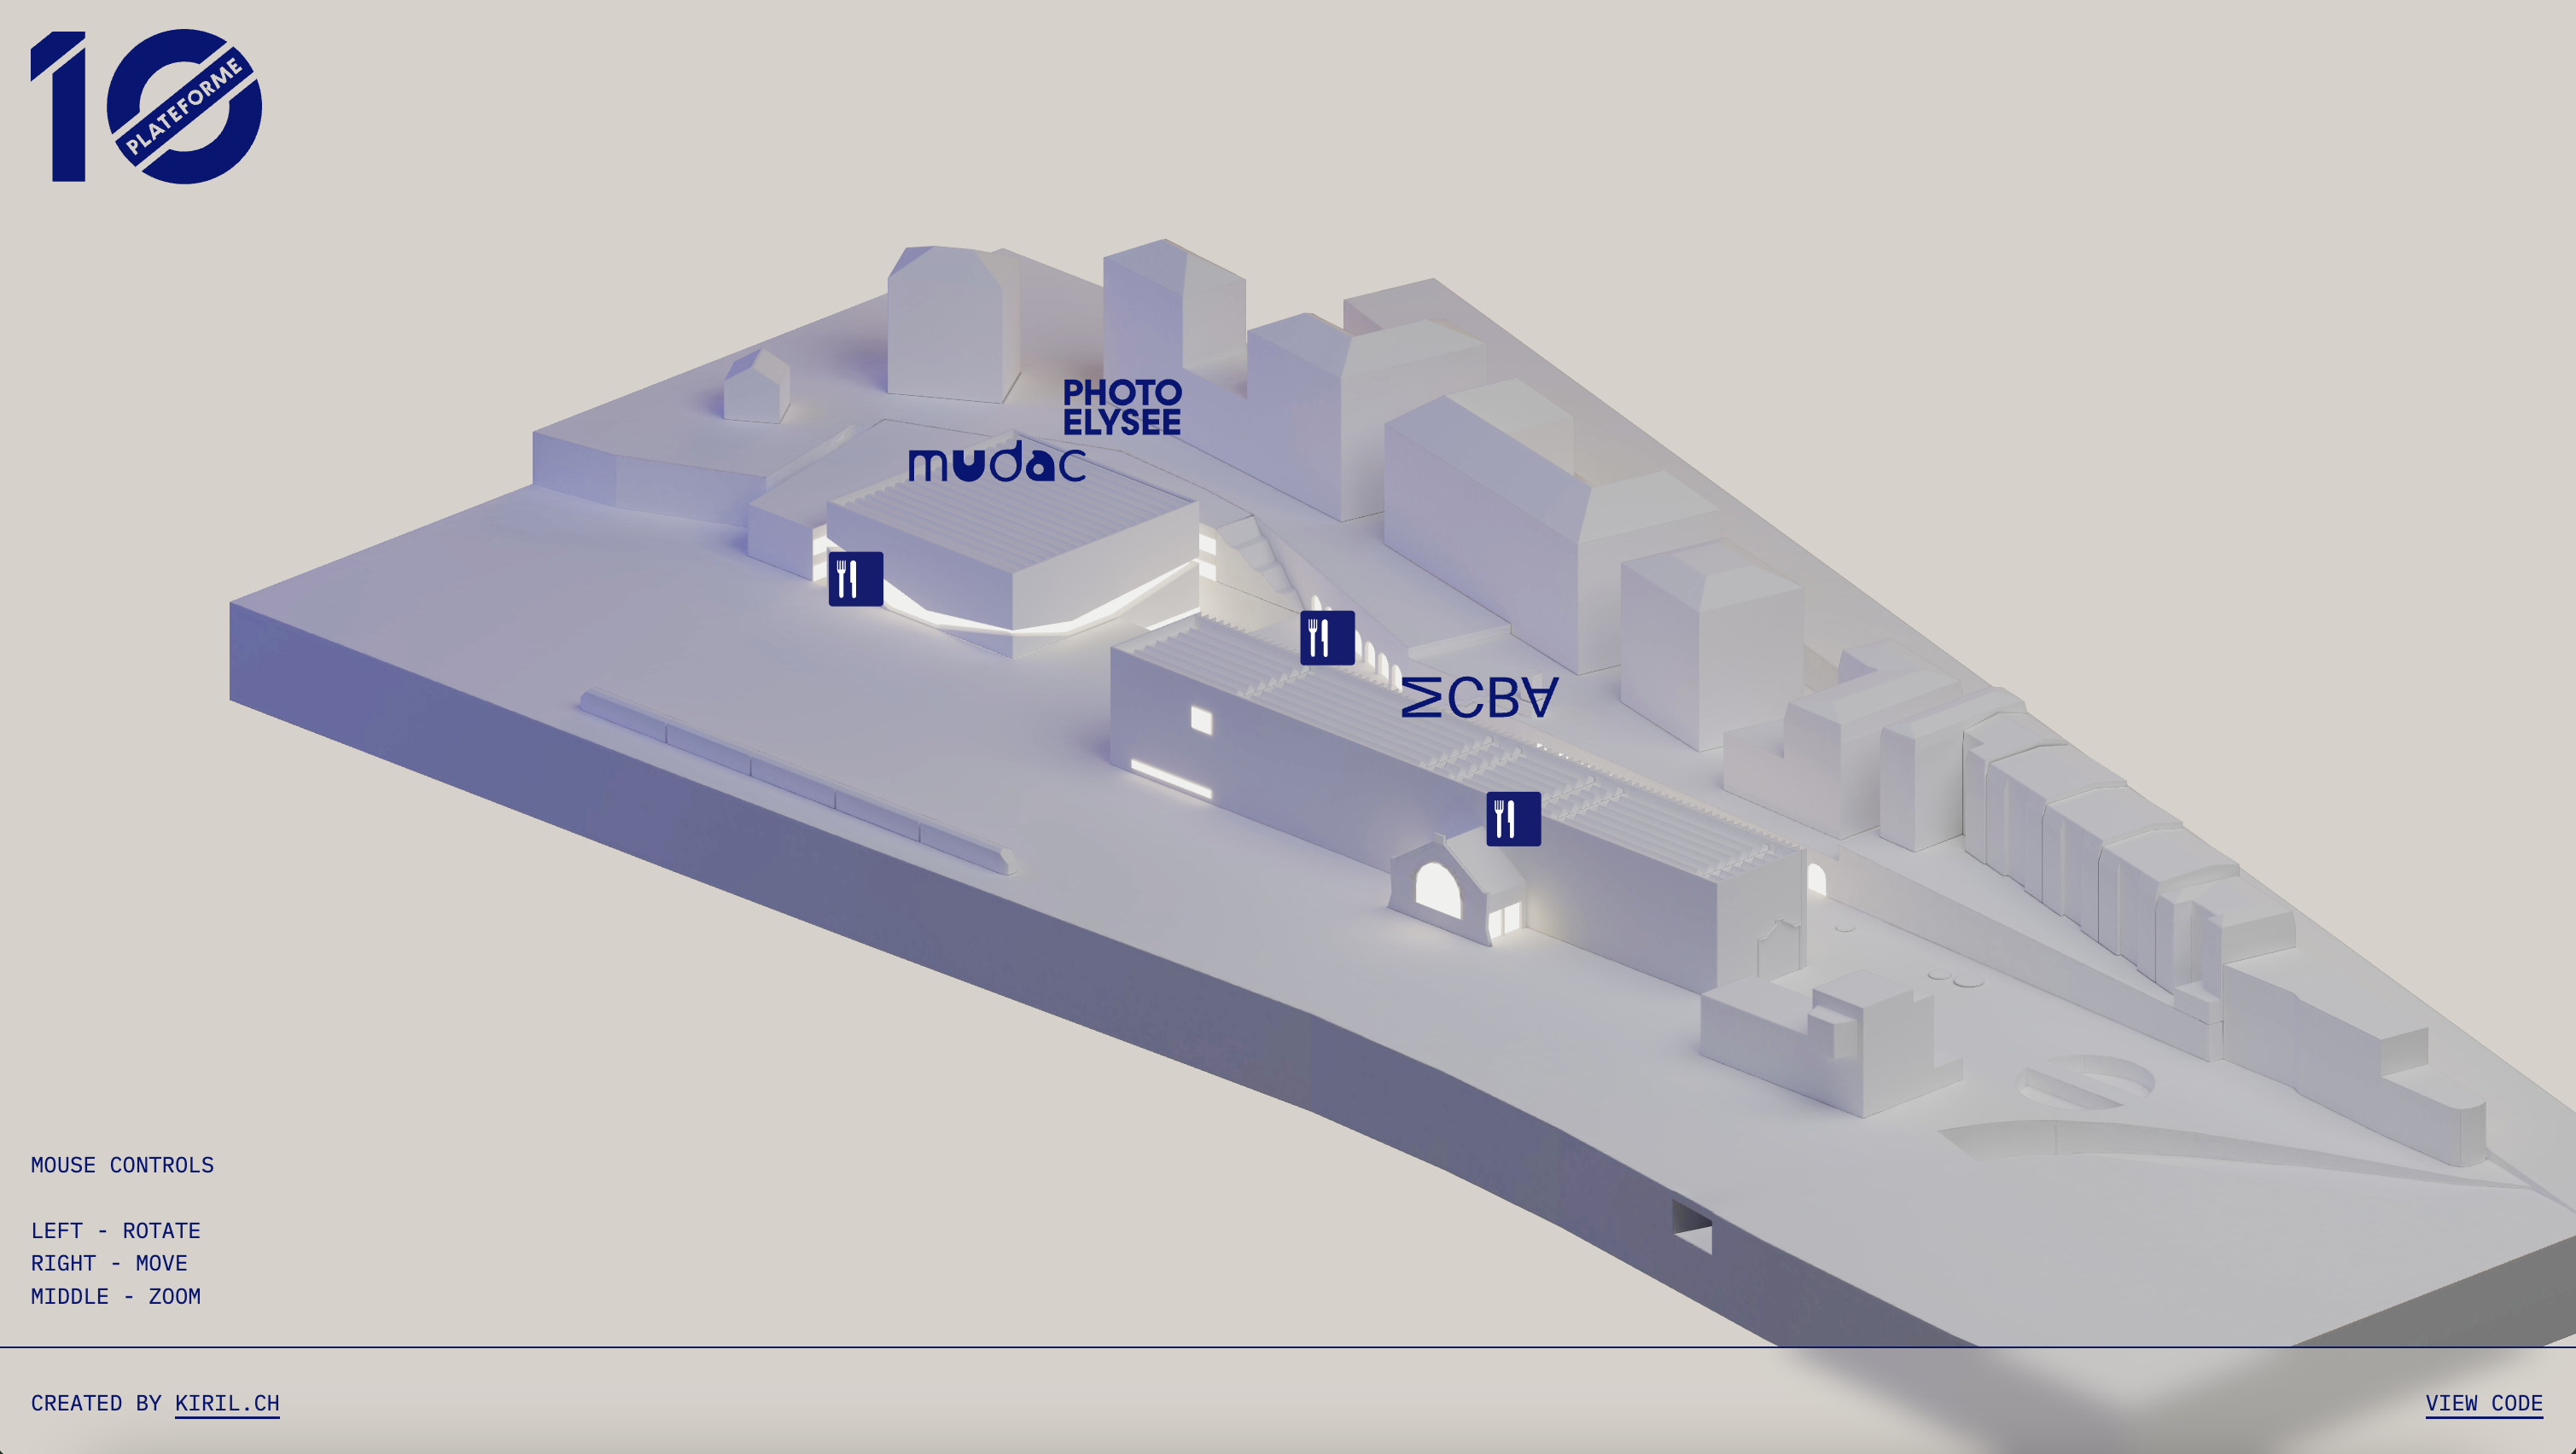 10
PLATEFORME
PHOTO
ELYSEE
mudac
MCBA
MOUSE CONTROLS
LEFT - ROTATE
RIGHT - MOVE
MIDDLE - ZOOM
CREATED BY KIRIL.CH
VIEW CODE